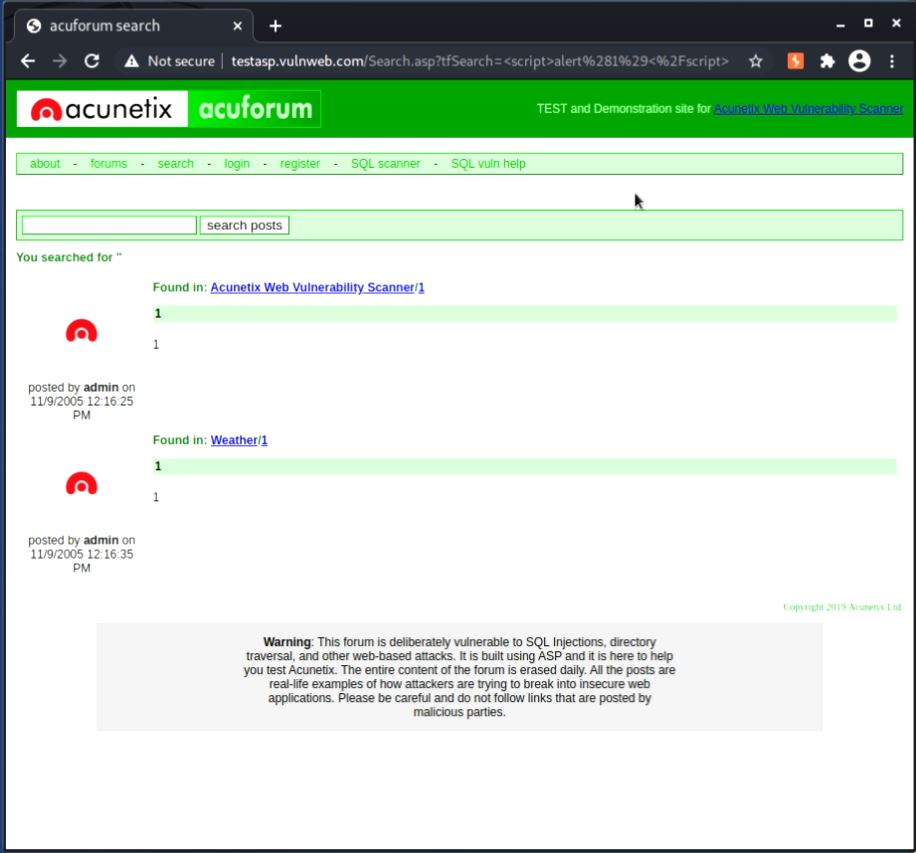 acuforum search
Not secure | testasp.vulnweb.com/Search.asp?tfSearch=<script>alert%281%29<%2Fscript>
acunetix acuforum
TEST and Demonstration site for Acunetix Web Vulnerability Scanner
about - forums - search - login - register - SQL scanner - SQL vuln help
search posts
You searched for ''
Found in: Acunetix Web Vulnerability Scanner/1
1
1
posted by admin on
11/9/2005 12:16:25
PM
Found in: Weather/1
1
1
posted by admin on
11/9/2005 12:16:35
PM
Copyright 2019 Acunetix Ltd.
Warning: This forum is deliberately vulnerable to SQL Injections, directory
traversal, and other web-based attacks. It is built using ASP and it is here to help
you test Acunetix. The entire content of the forum is erased daily. All the posts are
real-life examples of how attackers are trying to break into insecure web
applications. Please be careful and do not follow links that are posted by
malicious parties.